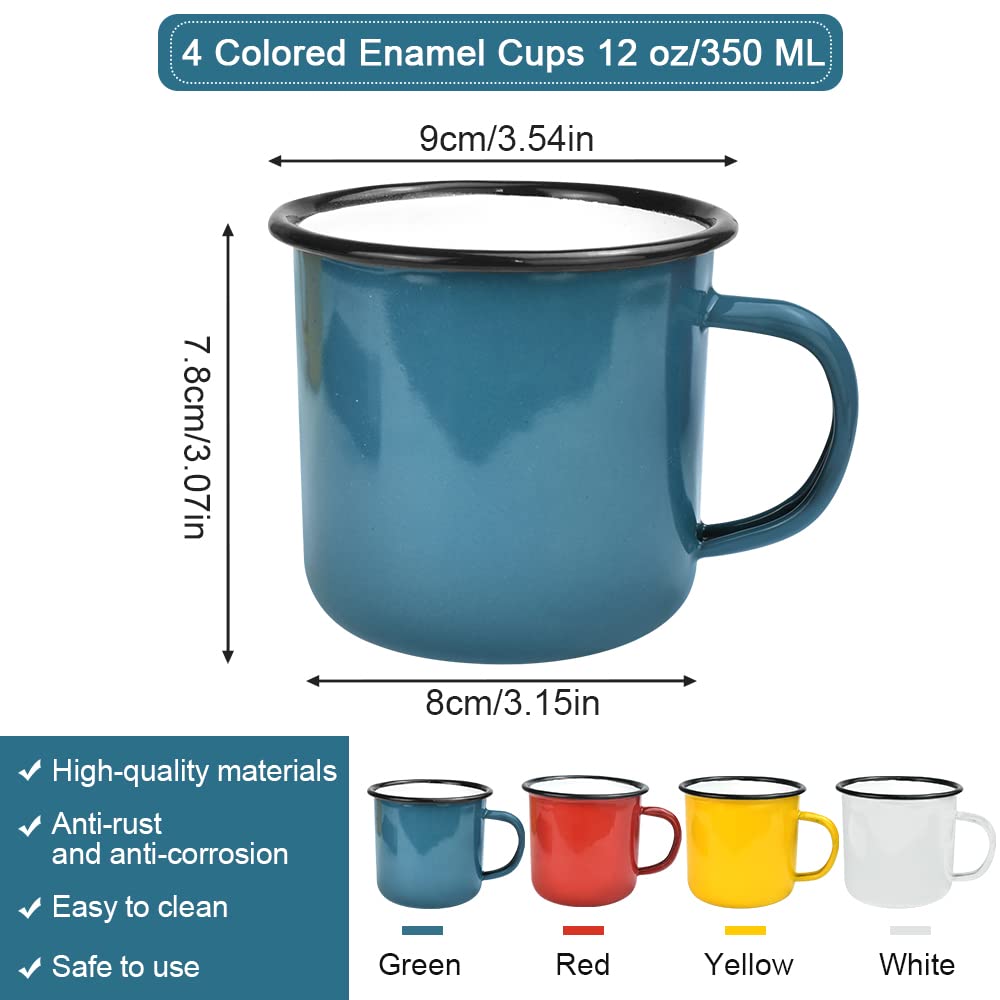 4 Colored Enamel Cups 12 oz/350 ML
9cm/3.54in
7.8cm/3.07in
8cm/3.15in
High-quality materials
Anti-rust
and anti-corrosion
Easy to clean
Safe to use
Green
Red
Yellow
White